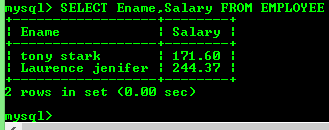 mysql> SELECT Ename,Salary FROM EMPLOYEE
+-----------------+--------+
| Ename           | Salary |
+-----------------+--------+
| tony stark      | 171.60 |
| Laurence jenifer | 244.37 |
+-----------------+--------+
2 rows in set (0.00 sec)
mysql>